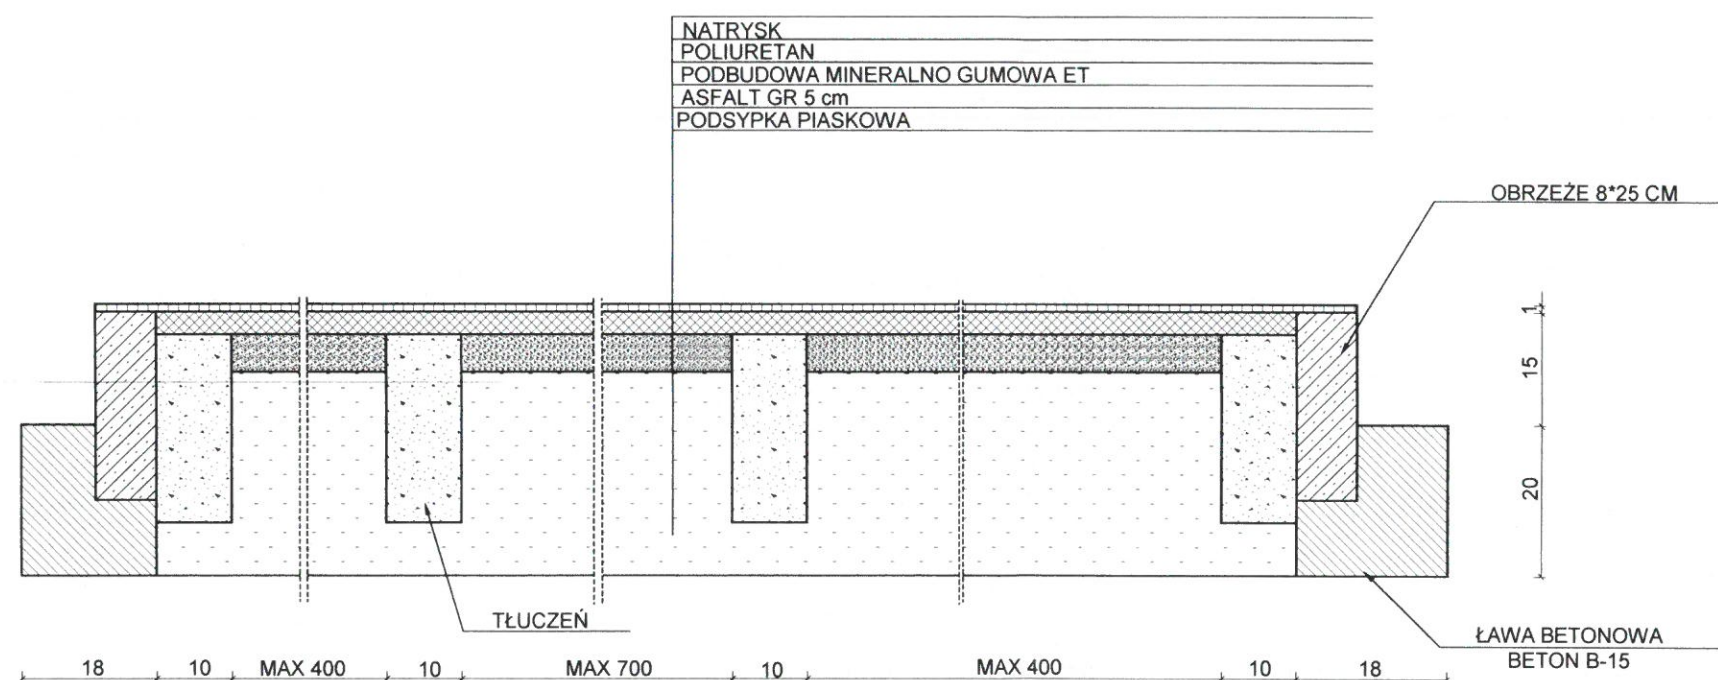 NATRYSK
POLIURETAN
PODBUDOWA MINERALNO GUMOWA ET
ASFALT GR 5 cm
PODSYPKA PIASKOWA
OBRZEŻE 8*25 CM
1
15
20
TŁUCZEŃ
ŁAWA BETONOWA
BETON B-15
18 10 MAX 400 10 MAX 700 10 MAX 400 10 18